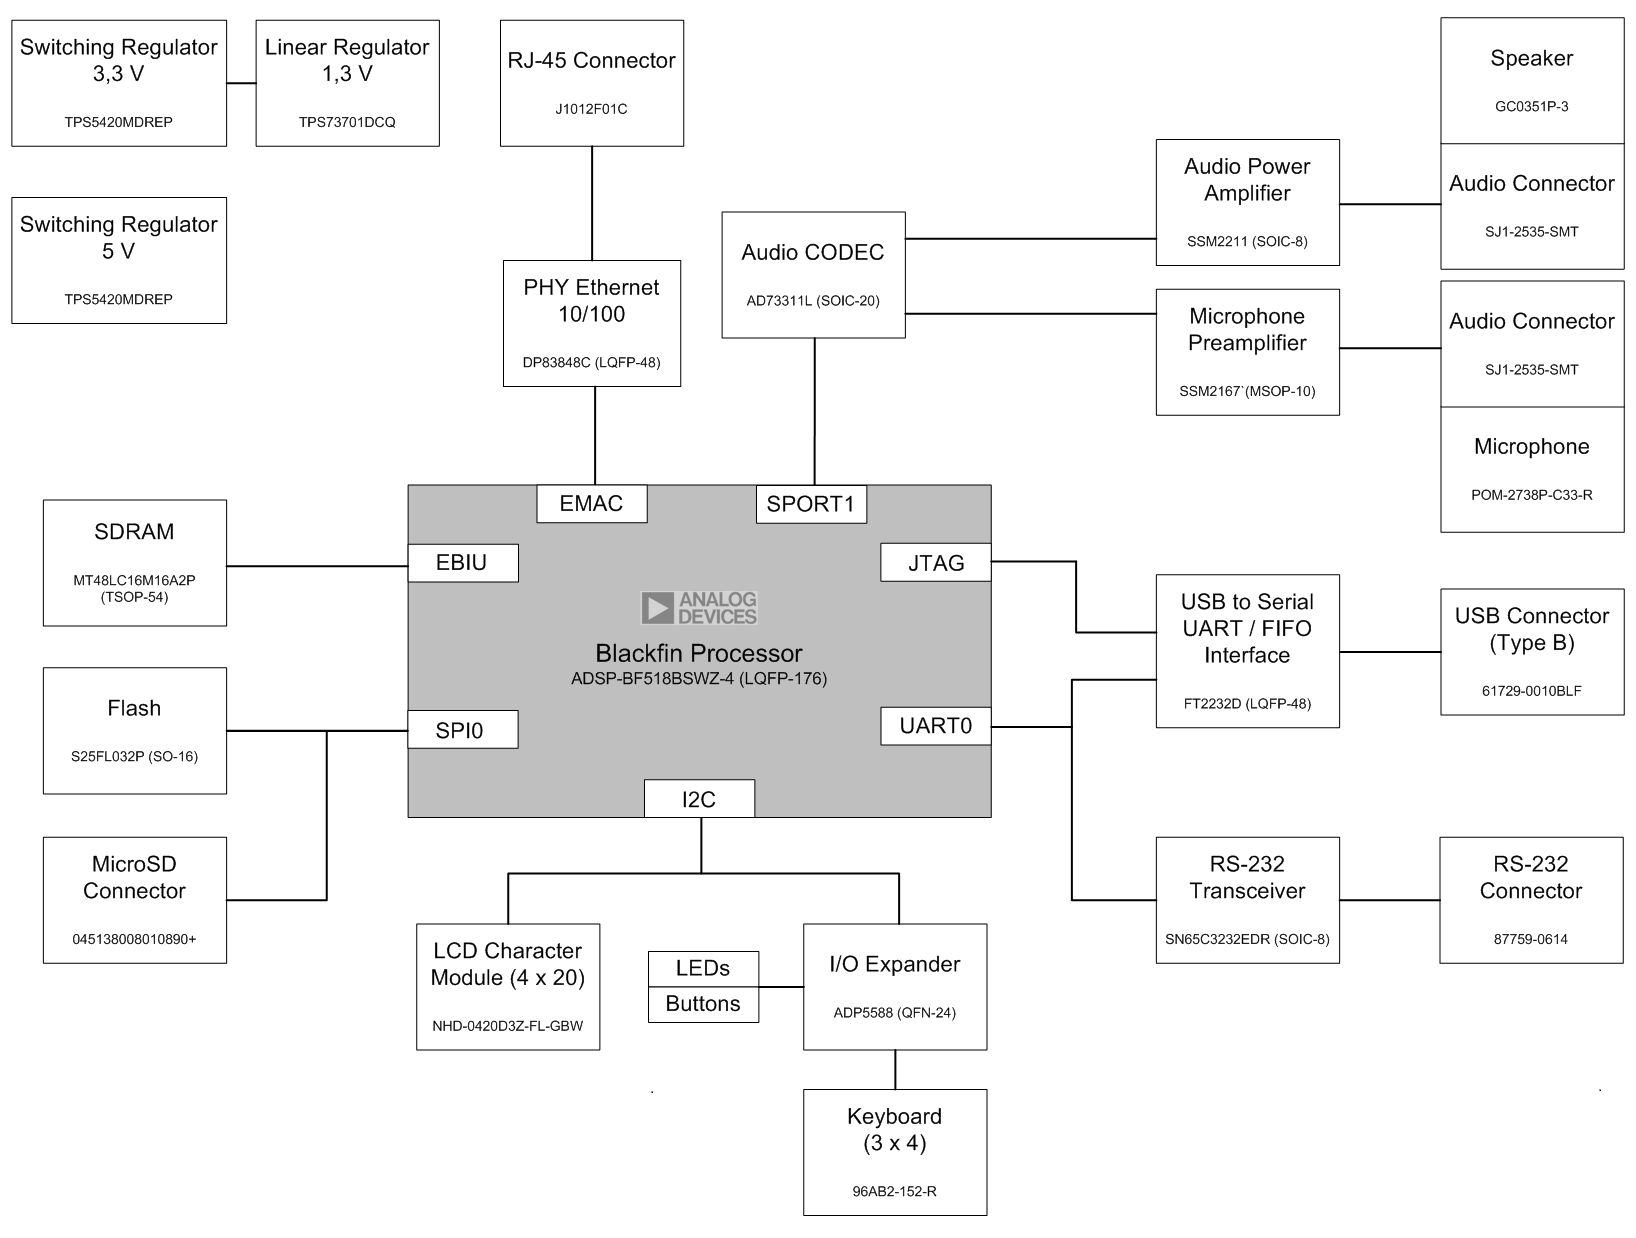 Switching Regulator
3,3 V
TPS5420MDREP
Linear Regulator
1,3 V
TPS73701DCQ
RJ-45 Connector
J1012F01C
Speaker
GC0351P-3
Audio Power
Amplifier
SSM2211 (SOIC-8)
Audio Connector
SJ1-2535-SMT
Switching Regulator
5 V
TPS5420MDREP
PHY Ethernet
10/100
DP83848C (LQFP-48)
Audio CODEC
AD73311L (SOIC-20)
Microphone
Preamplifier
SSM2167`(MSOP-10)
Audio Connector
SJ1-2535-SMT
Microphone
POM-2738P-C33-R
EMAC
SPORT1
SDRAM
MT48LC16M16A2P
(TSOP-54)
EBIU
JTAG
ANALOG
DEVICES
Blackfin Processor
ADSP-BF518BSWZ-4 (LQFP-176)
USB to Serial
UART / FIFO
Interface
FT2232D (LQFP-48)
USB Connector
(Type B)
61729-0010BLF
Flash
S25FL032P (SO-16)
SPI0
UART0
I2C
MicroSD
Connector
045138008010890+
RS-232
Transceiver
SN65C3232EDR (SOIC-8)
RS-232
Connector
87759-0614
LCD Character
Module (4 x 20)
NHD-0420D3Z-FL-GBW
LEDs
Buttons
I/O Expander
ADP5588 (QFN-24)
Keyboard
(3 x 4)
96AB2-152-R